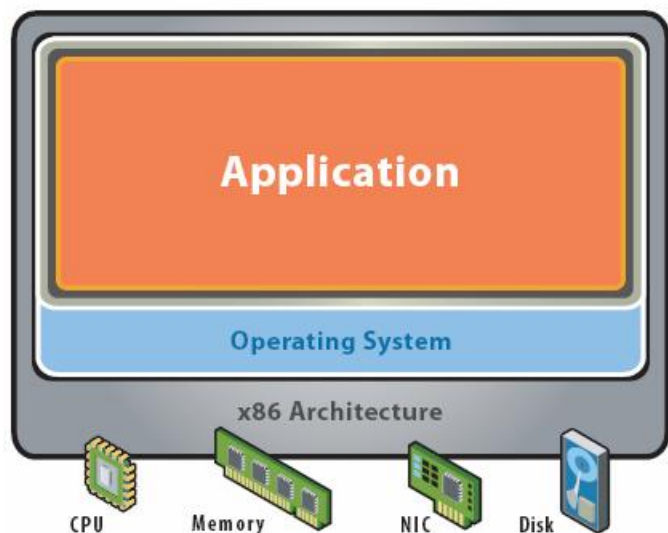 Application
Operating System
x86 Architecture
CPU
Memory
NIC
Disk